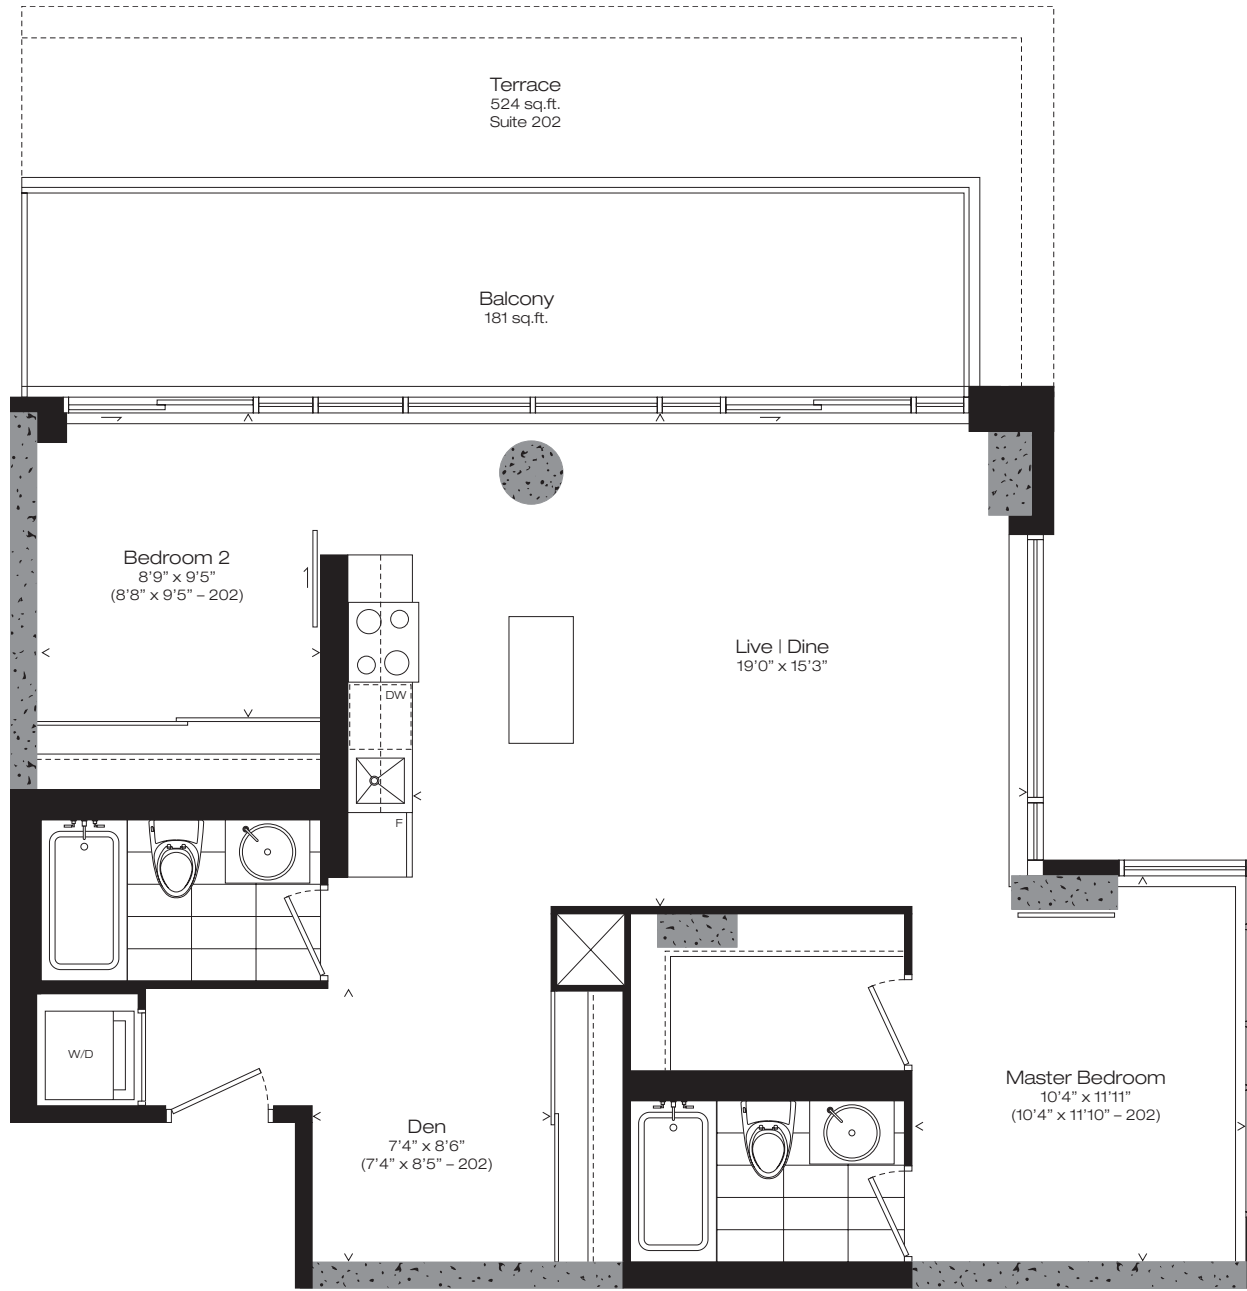 Terrace
524 sq.ft.
Suite 202
Balcony
181 sq.ft.
Bedroom 2
8’9” x 9’5”
(8’8” x 9’5” – 202)
Live | Dine
19’0” x 15’3”
DW
F
W/D
Master Bedroom
10’4” x 11’11”
(10’4” x 11’10” – 202)
Den
7’4” x 8’6”
(7’4” x 8’5” – 202)